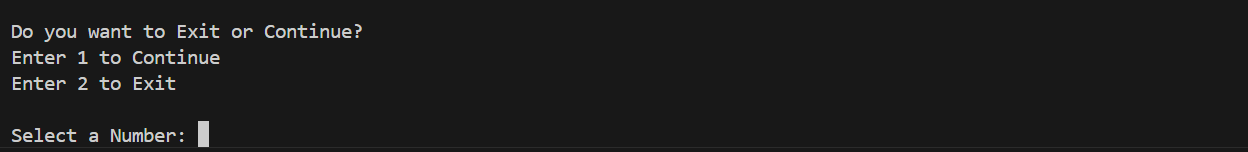 Do you want to Exit or Continue?
Enter 1 to Continue
Enter 2 to Exit
Select a Number: